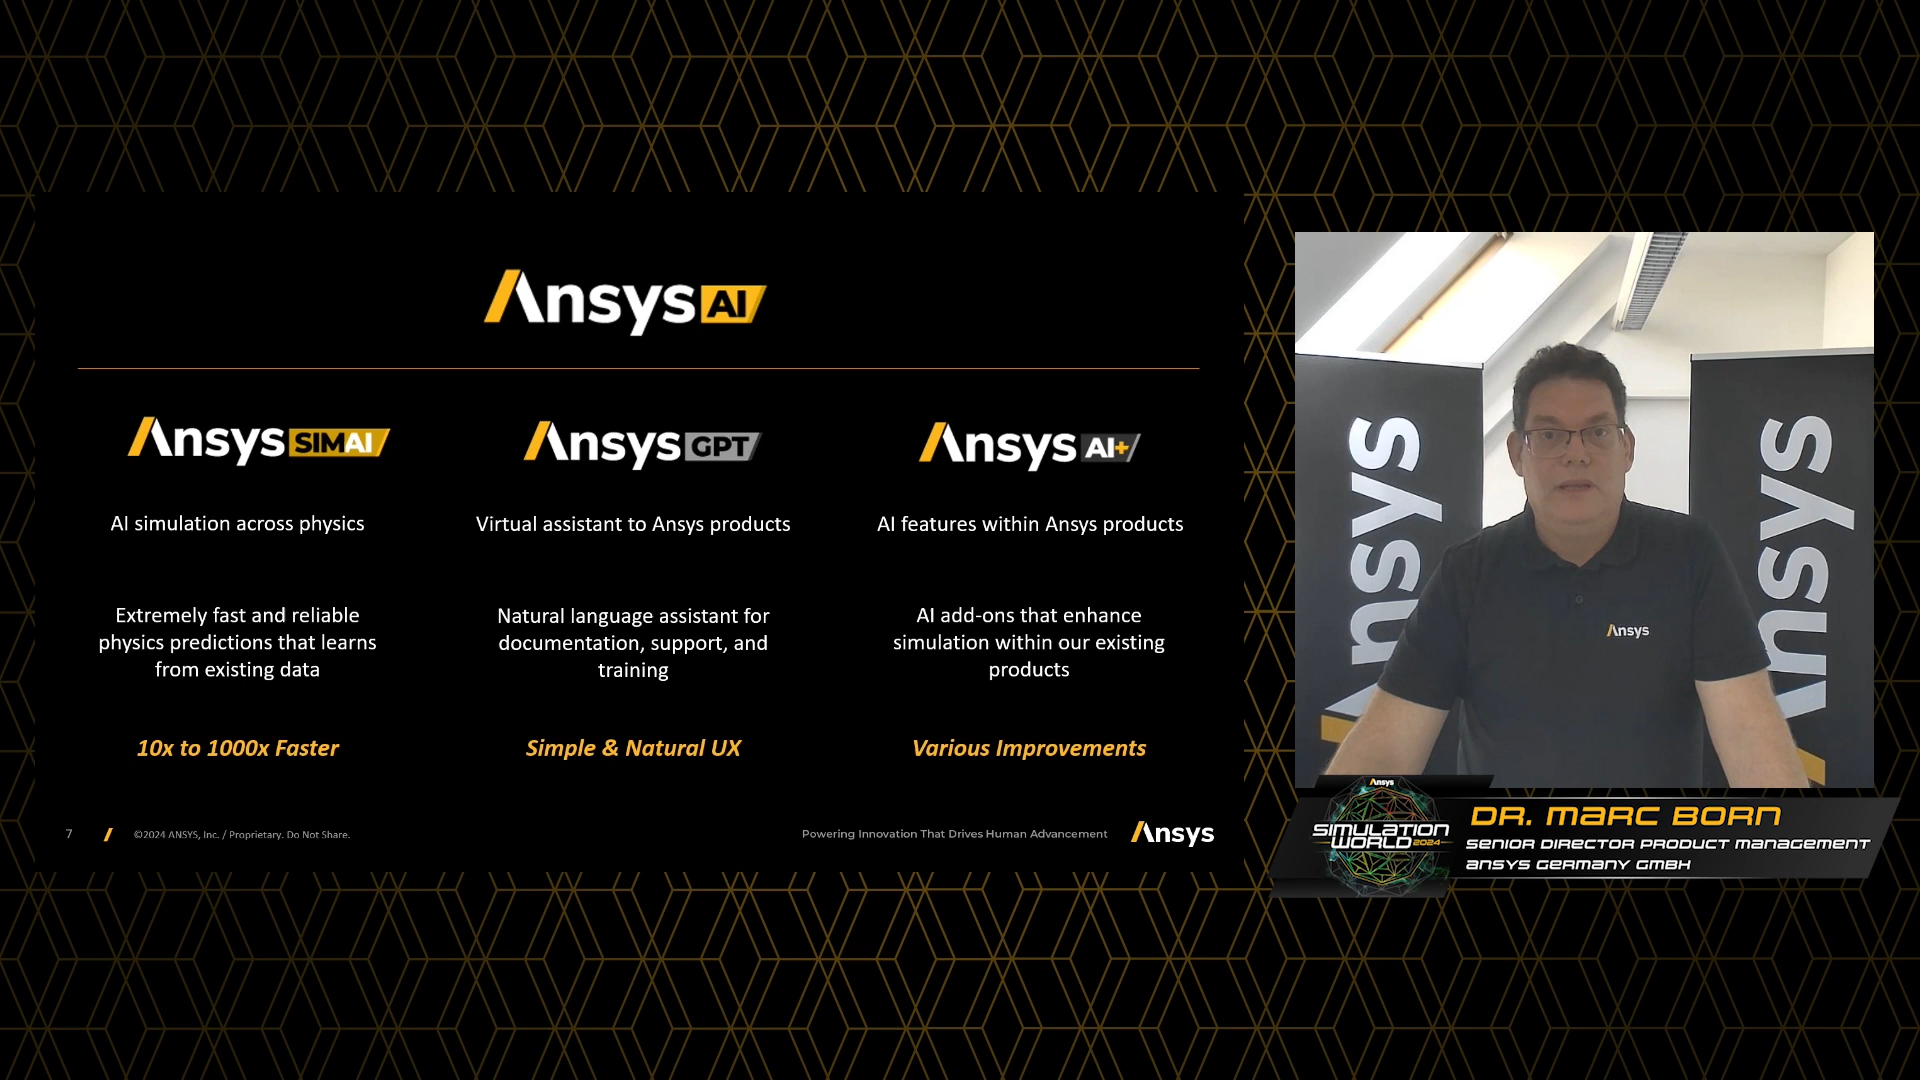 Ansys AI
Ansys SIMAI
Ansys GPT
Ansys AI+
AI simulation across physics
Virtual assistant to Ansys products
AI features within Ansys products
Extremely fast and reliable
physics predictions that learns
from existing data
Natural language assistant for
documentation, support, and
training
AI add-ons that enhance
simulation within our existing
products
10x to 1000x Faster
Simple & Natural UX
Various Improvements
7
©2024 ANSYS, Inc. / Proprietary. Do Not Share.
Powering Innovation That Drives Human Advancement
Ansys
Ansys
Ansys
Ansys
Ansys
SIMULATION
WORLD 2024
DR. MARC BORN
SENIOR DIRECTOR PRODUCT MANAGEMENT
ANSYS GERMANY GMBH